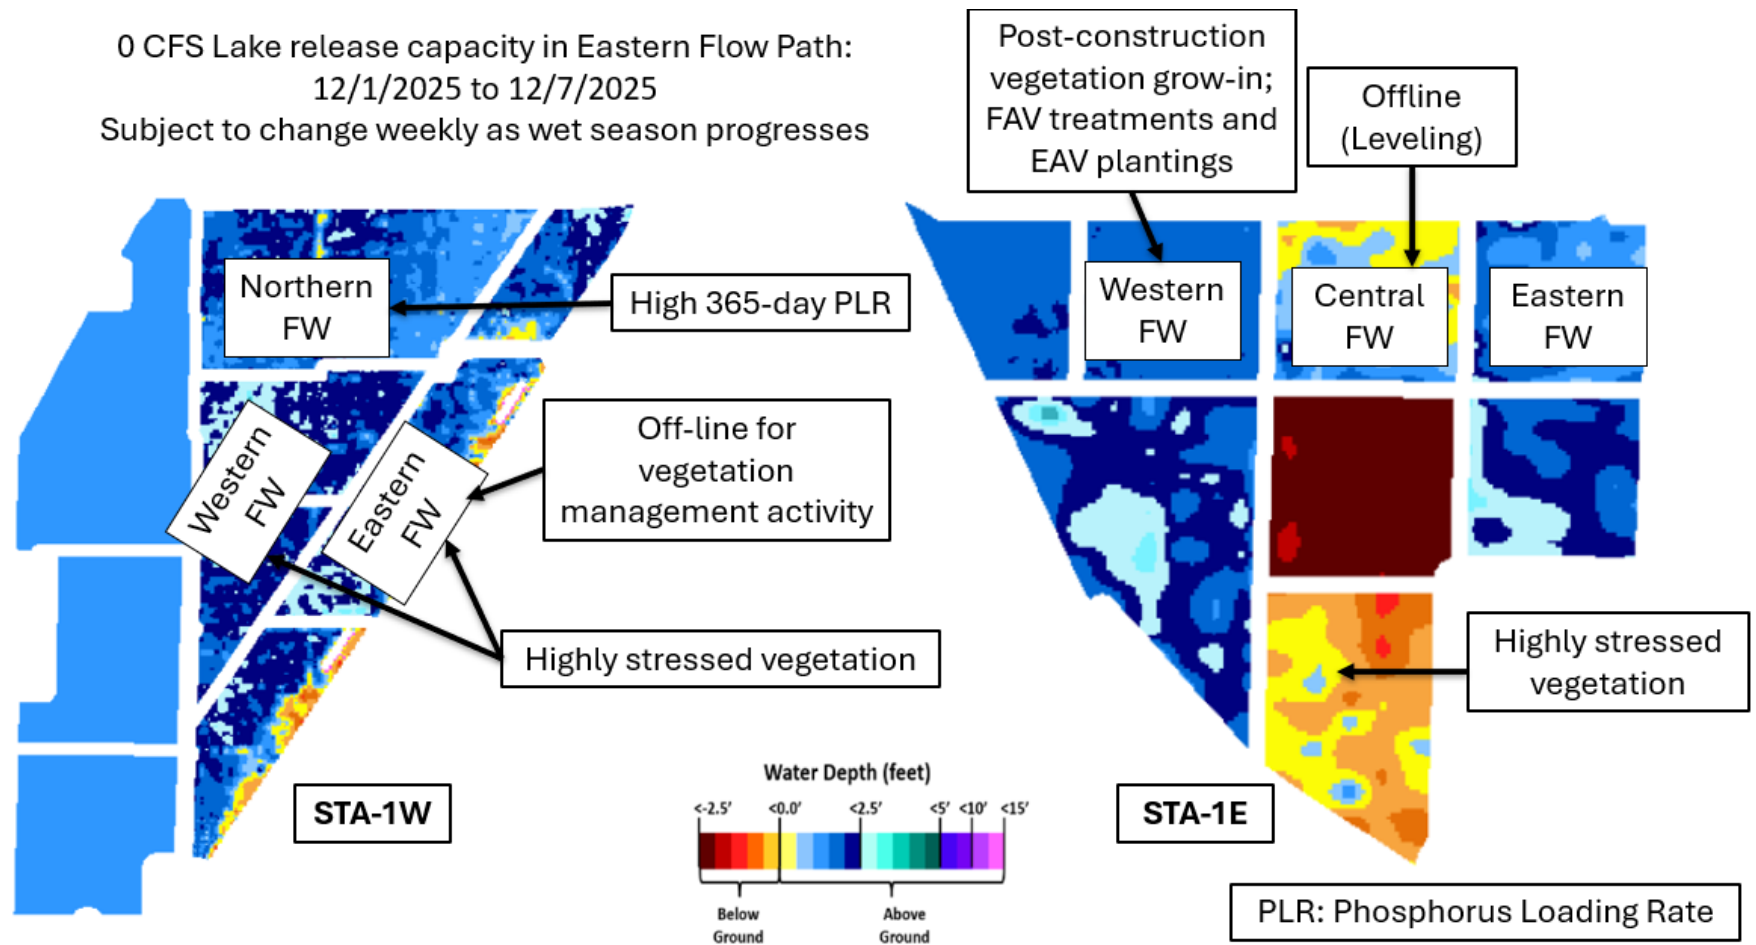 0 CFS Lake release capacity in Eastern Flow Path:
12/1/2025 to 12/7/2025
Subject to change weekly as wet season progresses
Post-construction
vegetation grow-in;
FAV treatments and
EAV plantings
Offline
(Leveling)
Northern
FW
High 365-day PLR
Western
FW
Central
FW
Eastern
FW
Western
FW
Eastern
FW
Off-line for
vegetation
management activity
Highly stressed vegetation
Highly stressed
vegetation
STA-1W
Water Depth (feet)
<-2.5' <0.0' <2.5' <5' <10' <15'
Below
Ground
Above
Ground
STA-1E
PLR: Phosphorus Loading Rate